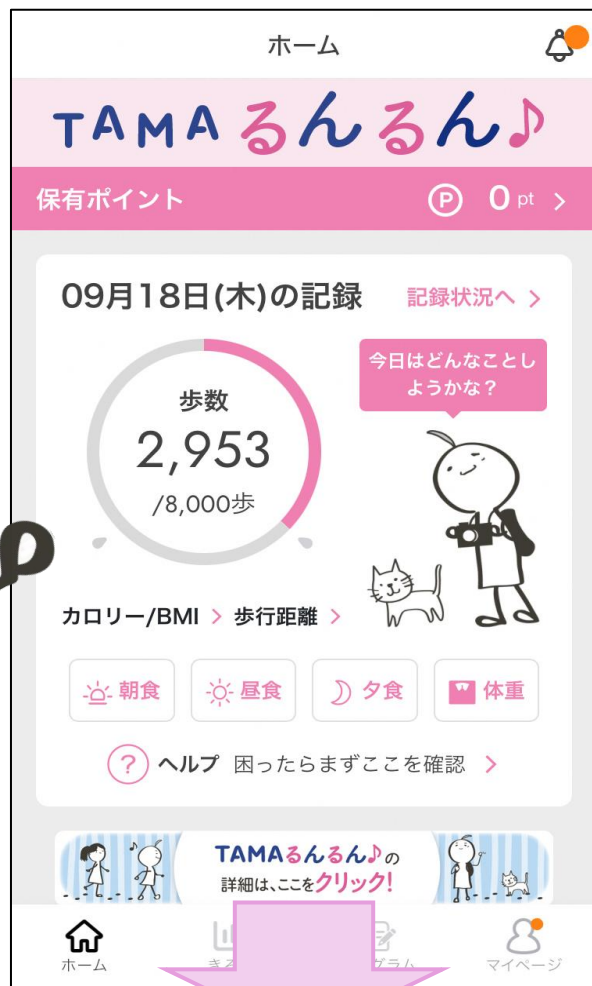 ホーム
TAMAるんるん♪
保有ポイント P 0 pt >
09月18日(木)の記録 記録状況へ >
今日はどんなことし
ようかな?
歩数
2,953
/8,000歩
カロリー/BMI > 歩行距離 >
朝食 昼食 夕食 体重
? ヘルプ 困ったらまずここを確認 >
TAMAるんるん♪の
詳細は、ここをクリック!
ホーム マイページ